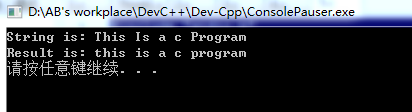 D:\AB's workplace\DevC++\Dev-Cpp\ConsolePauser.exe
String is: This Is a c Program
Result is: this is a c program
请按任意键继续. . .